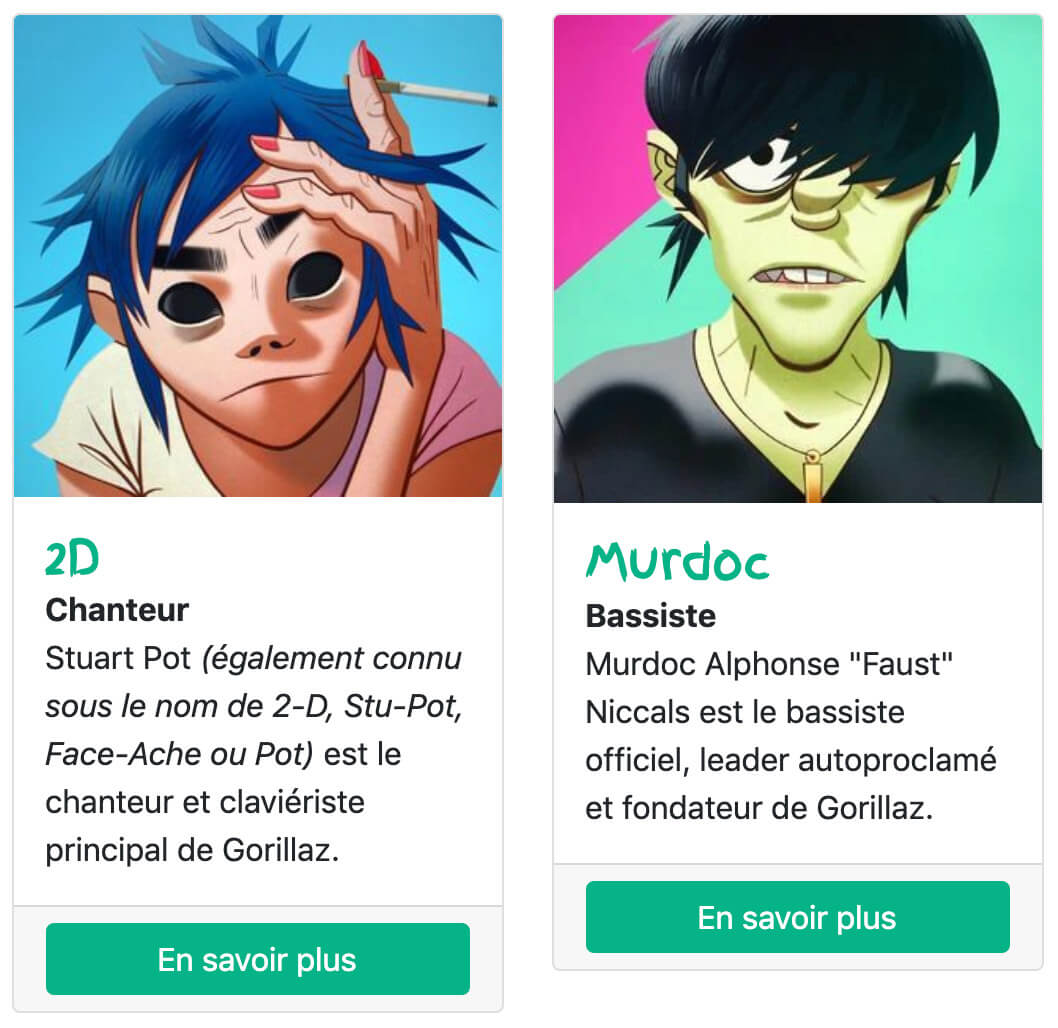 2D
Chanteur
Stuart Pot (également connu
sous le nom de 2-D, Stu-Pot,
Face-Ache ou Pot) est le
chanteur et claviériste
principal de Gorillaz.
En savoir plus
Murdoc
Bassiste
Murdoc Alphonse "Faust"
Niccals est le bassiste
officiel, leader autoproclamé
et fondateur de Gorillaz.
En savoir plus